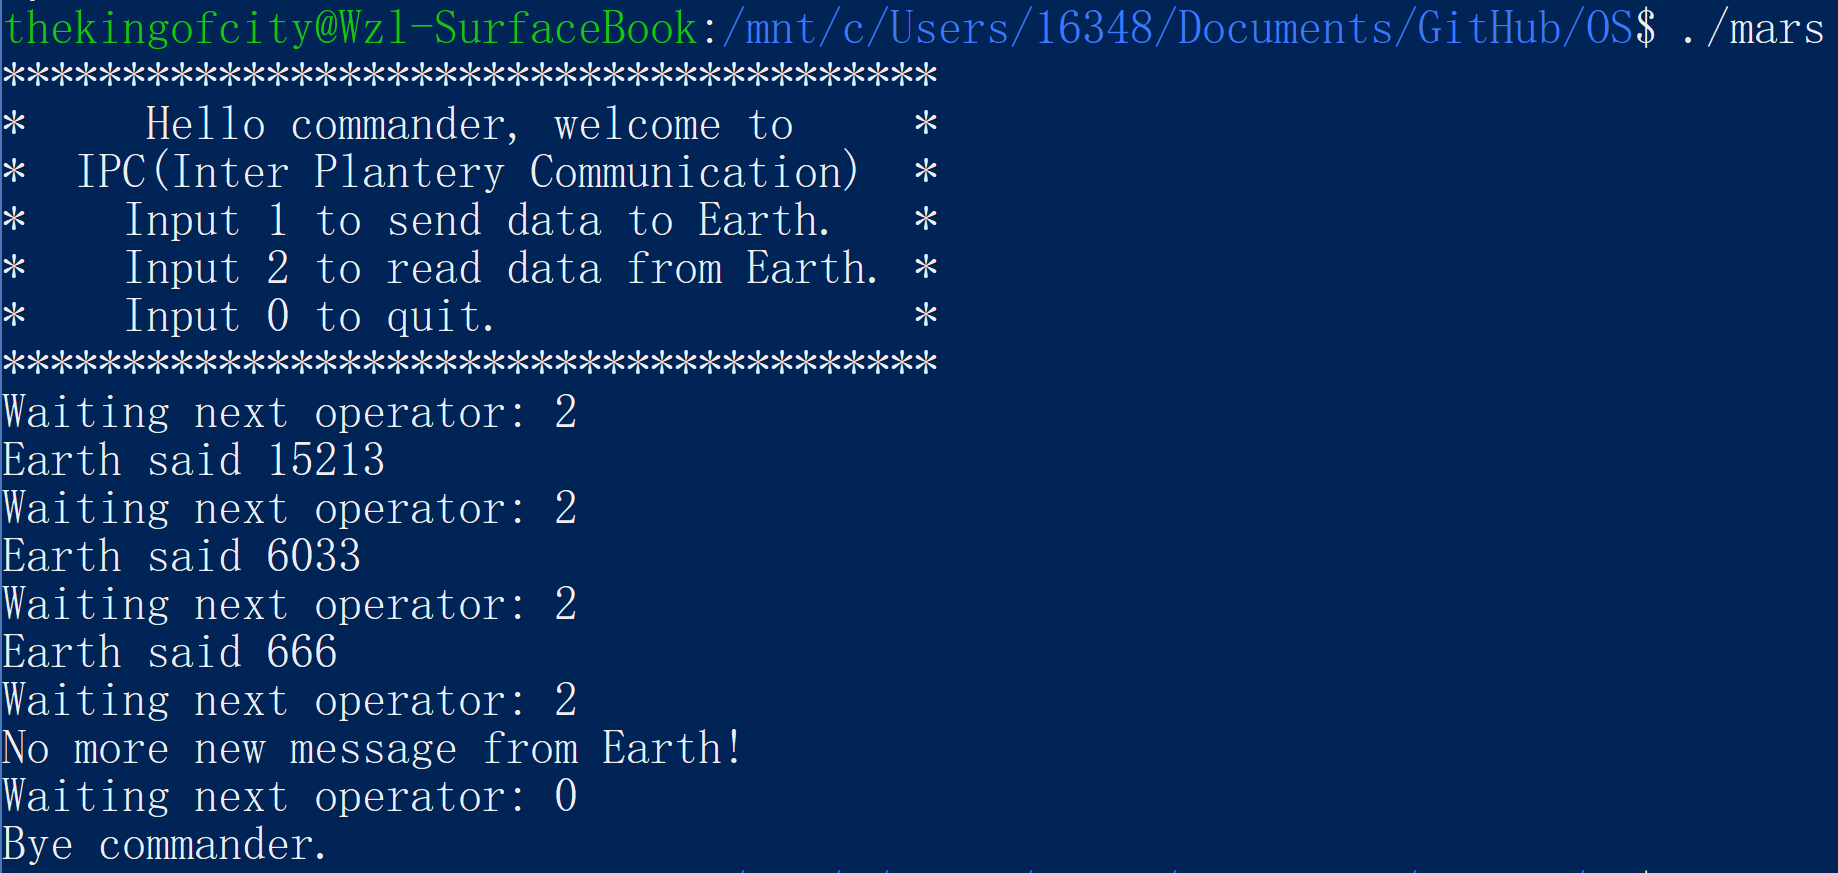 thekingofcity@Wzl-SurfaceBook:/mnt/c/Users/16348/Documents/GitHub/OS$ ./mars
***************************************
*     Hello commander, welcome to     *
*  IPC(Inter Plantery Communication)  *
*    Input 1 to send data to Earth.   *
*    Input 2 to read data from Earth. *
*    Input 0 to quit.                 *
***************************************
Waiting next operator: 2
Earth said 15213
Waiting next operator: 2
Earth said 6033
Waiting next operator: 2
Earth said 666
Waiting next operator: 2
No more new message from Earth!
Waiting next operator: 0
Bye commander.